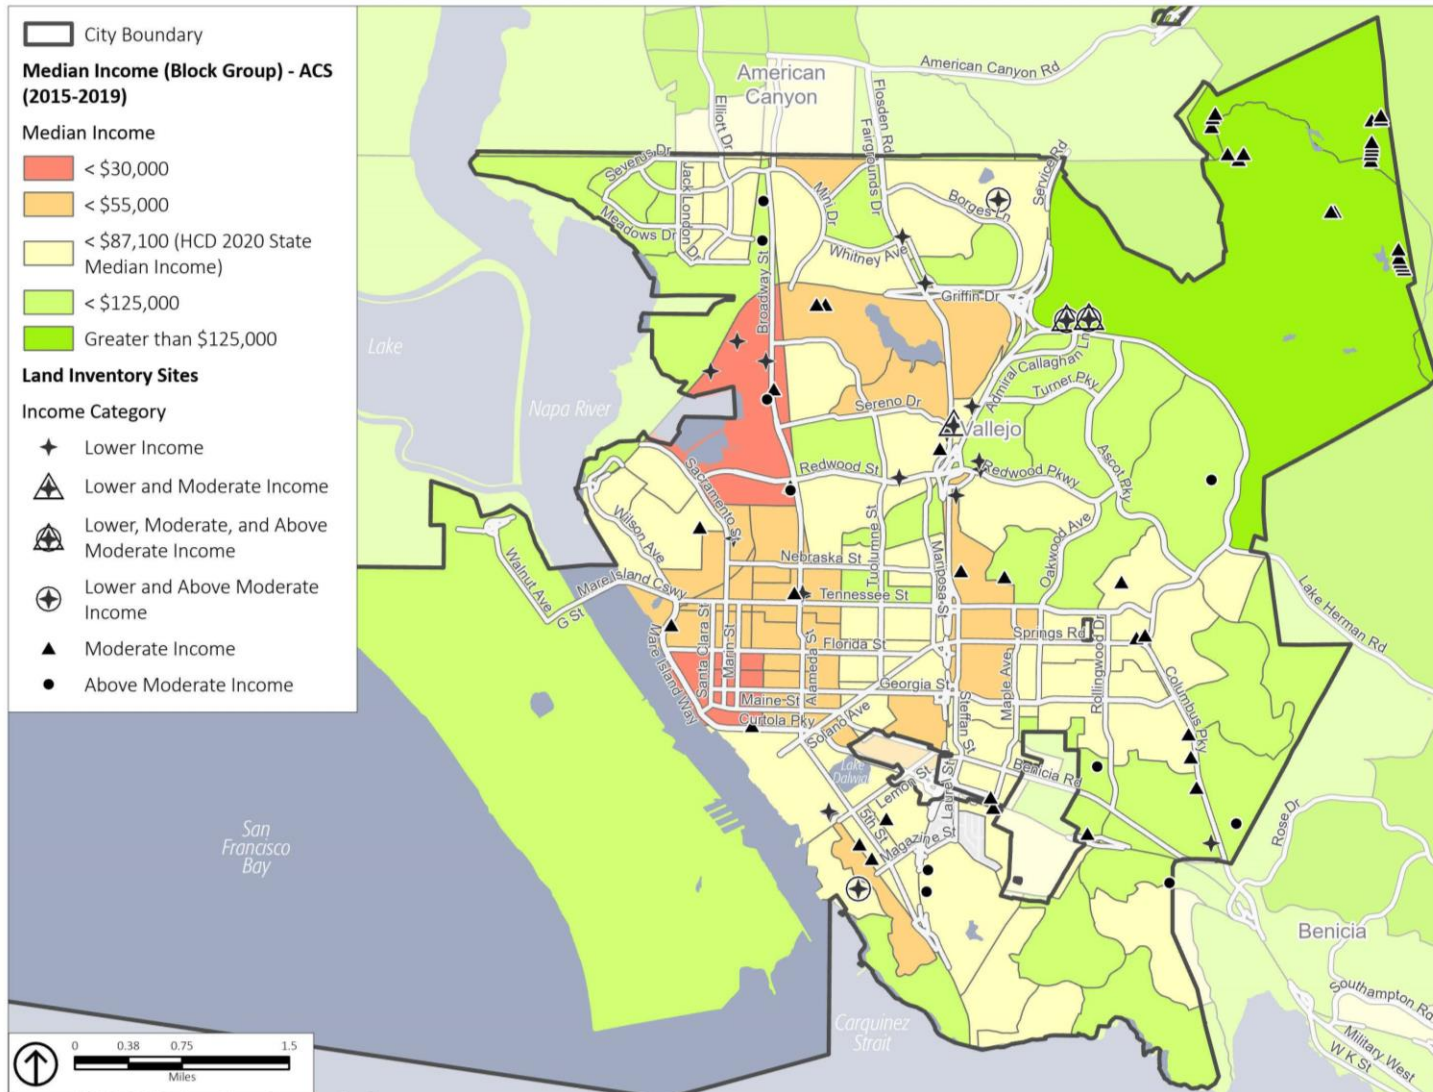 City Boundary
Median Income (Block Group) - ACS
(2015-2019)
Median Income
< $30,000
< $55,000
< $87,100 (HCD 2020 State
Median Income)
< $125,000
Greater than $125,000
Land Inventory Sites
Income Category
Lower Income
Lower and Moderate Income
Lower, Moderate, and Above
Moderate Income
Lower and Above Moderate
Income
Moderate Income
Above Moderate Income
American
Canyon
American Canyon Rd
Elliott Dr
Flosden Rd
Fairgrounds Dr
Service Rd
Severus Dr
Jack London Dr
Meadows Dr
Mini Dr
Borges Ln
Whitney Ave
Broadway St
Griffin Dr
Lake
Napa River
Admiral Callaghan Ln
Turner Pky
Sereno Dr
Vallejo
Ascot Pky
Redwood St
Redwood Pkwy
Sacramento St
Wilson Ave
Tuolumne St
Mariposa St
Oakwood Ave
Nebraska St
Walnut Ave
G St
Mare Island Cswy
Tennessee St
Lake Herman Rd
Springs Rd
Rollingwood Dr
Florida St
Santa Clara St
Marin St
Alameda St
Maple Ave
Mare Island Way
Georgia St
Maine St
Columbus Pky
Curtola Pky
Solano Ave
Steffan St
Benicia Rd
Lake
Dalwigk
Lemon St
Laurel St
5th St
Magazine St
Rose Dr
San
Francisco
Bay
Benicia
Southampton Rd
Carquinez
Strait
Military West
W K St
0 0.38 0.75 1.5
Miles